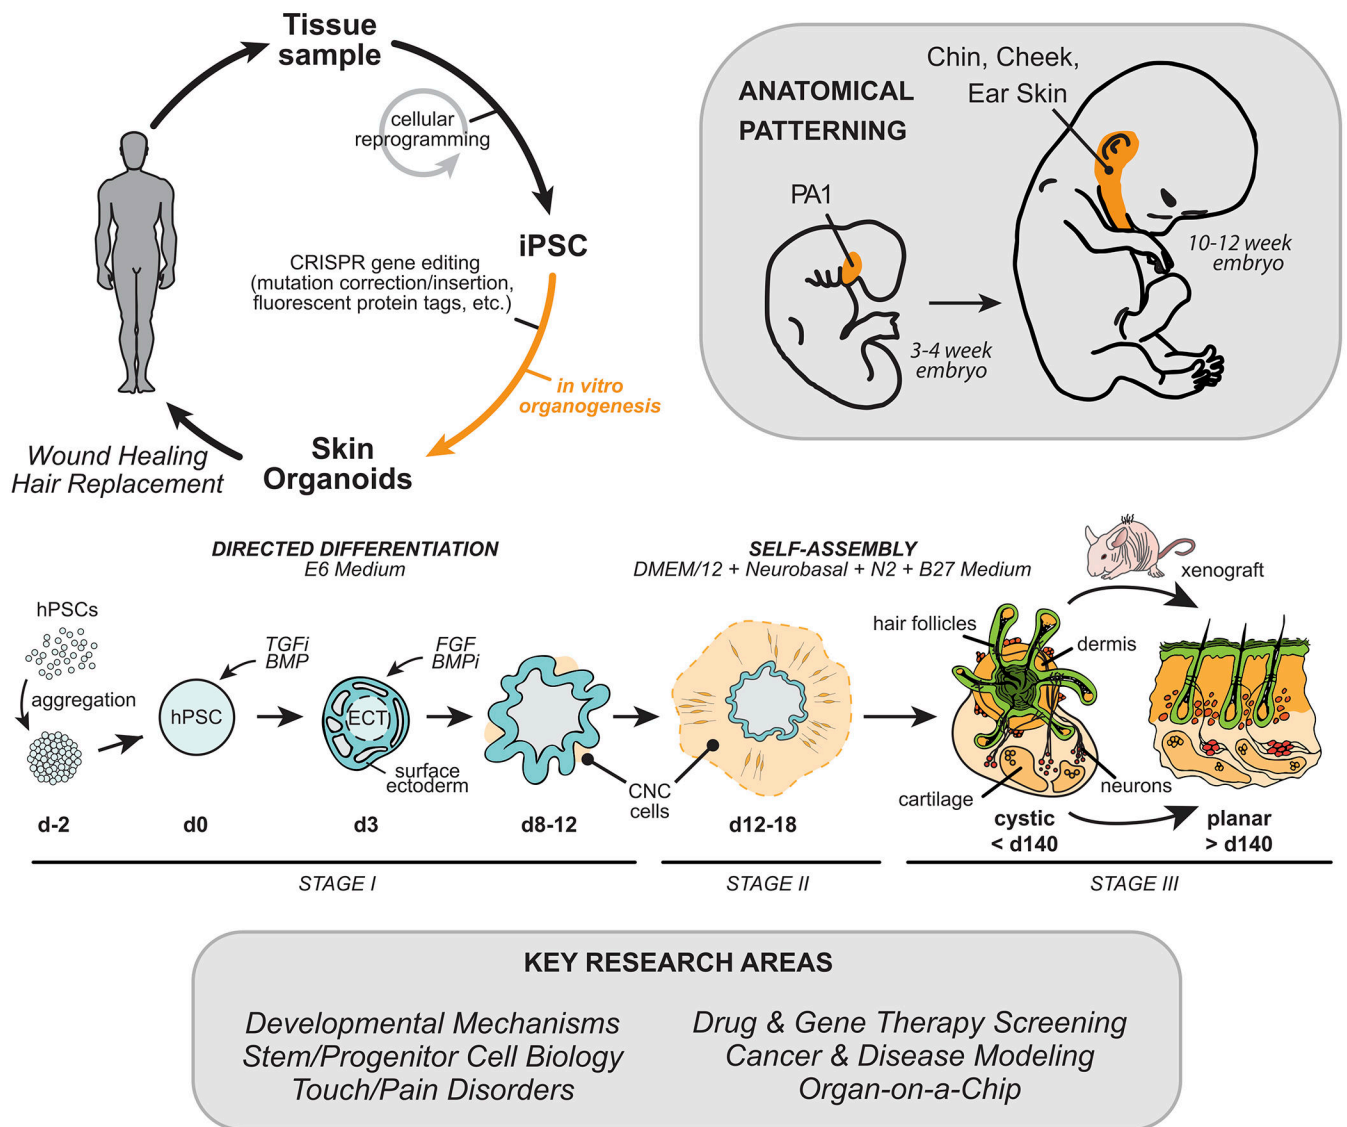 Tissue
sample
cellular
reprogramming
iPSC
CRISPR gene editing
(mutation correction/insertion,
fluorescent protein tags, etc.)
in vitro
organogenesis
Skin
Organoids
Wound Healing
Hair Replacement
ANATOMICAL
PATTERNING
Chin, Cheek,
Ear Skin
PA1
3-4 week
embryo
10-12 week
embryo
DIRECTED DIFFERENTIATION
E6 Medium
SELF-ASSEMBLY
DMEM/12 + Neurobasal + N2 + B27 Medium
hPSCs
aggregation
TGFi
BMP
hPSC
FGF
BMPi
ECT
surface
ectoderm
CNC
cells
hair follicles
dermis
cartilage
neurons
xenograft
d-2
d0
d3
d8-12
d12-18
cystic
< d140
planar
> d140
STAGE I
STAGE II
STAGE III
KEY RESEARCH AREAS
Developmental Mechanisms
Stem/Progenitor Cell Biology
Touch/Pain Disorders
Drug & Gene Therapy Screening
Cancer & Disease Modeling
Organ-on-a-Chip